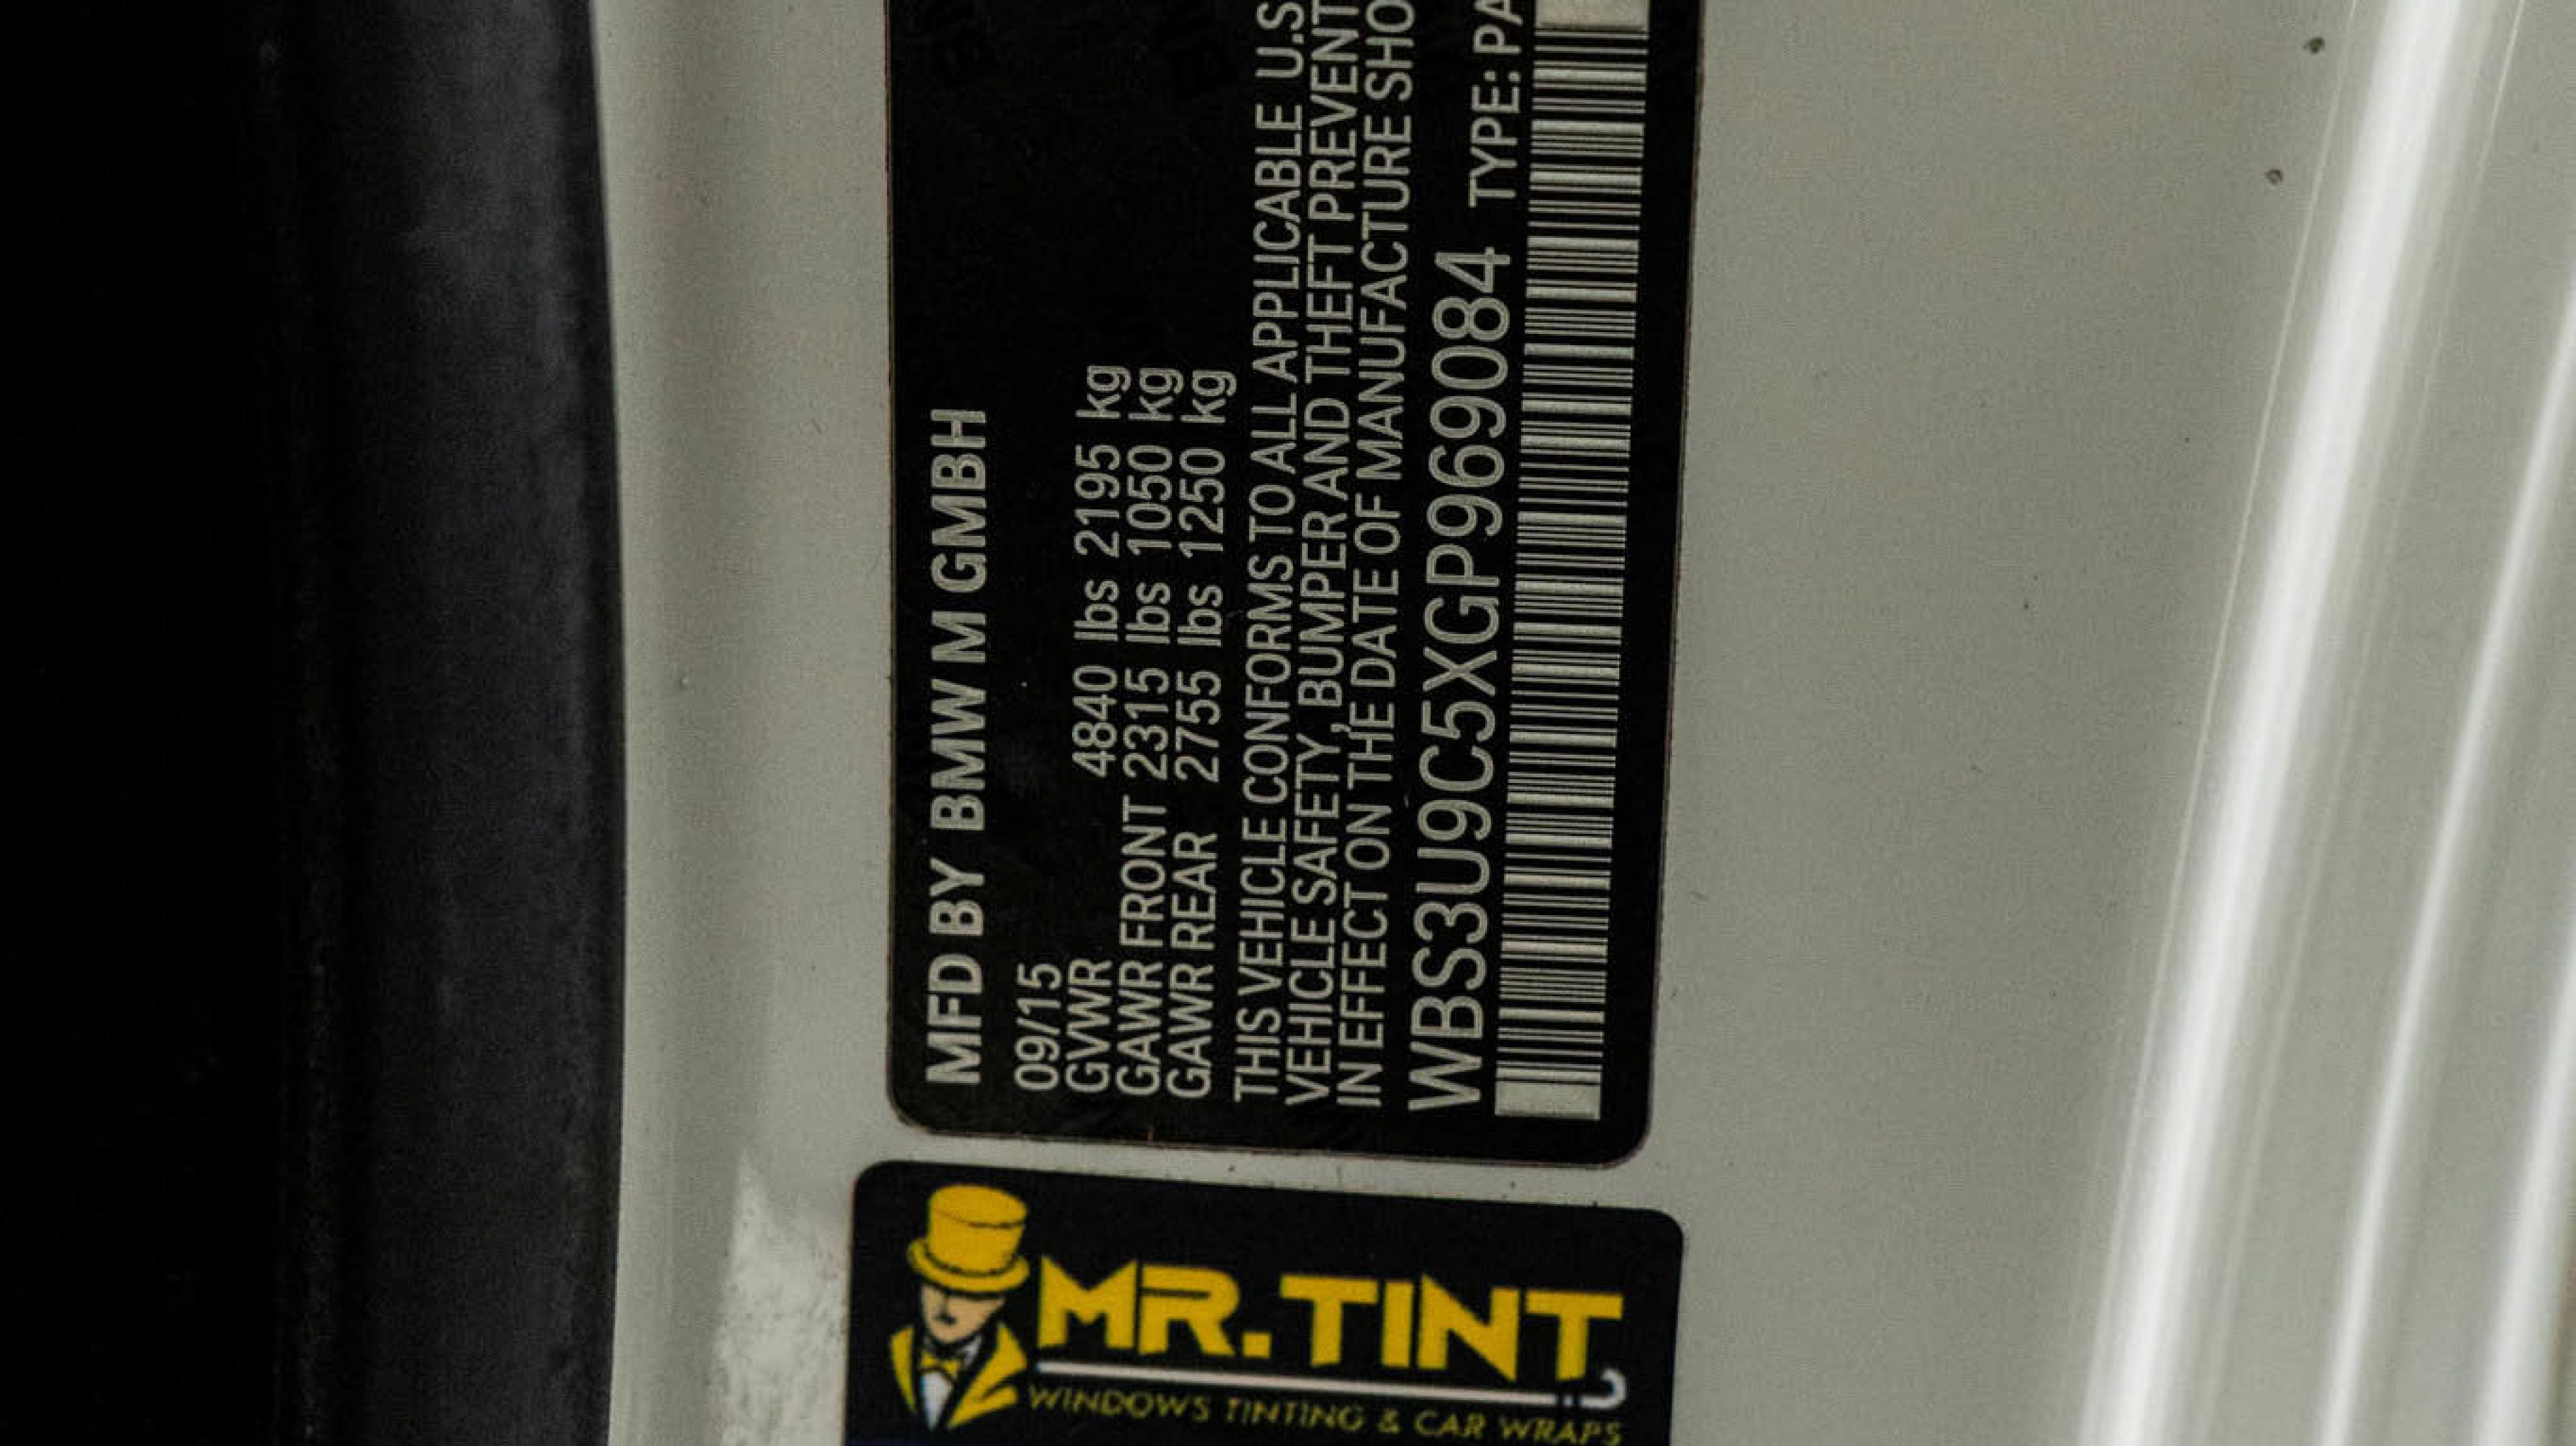 MFD BY BMW M GMBH
09/15
GVWR 4840 lbs 2195 kg
GAWR FRONT 2315 lbs 1050 kg
GAWR REAR 2755 lbs 1250 kg
THIS VEHICLE CONFORMS TO ALL APPLICABLE U.S
VEHICLE SAFETY, BUMPER AND THEFT PREVENT
IN EFFECT ON THE DATE OF MANUFACTURE SHO
WBS3U9C5XGP969084 TYPE: PA
MR. TINT
WINDOWS TINTING & CAR WRAPS